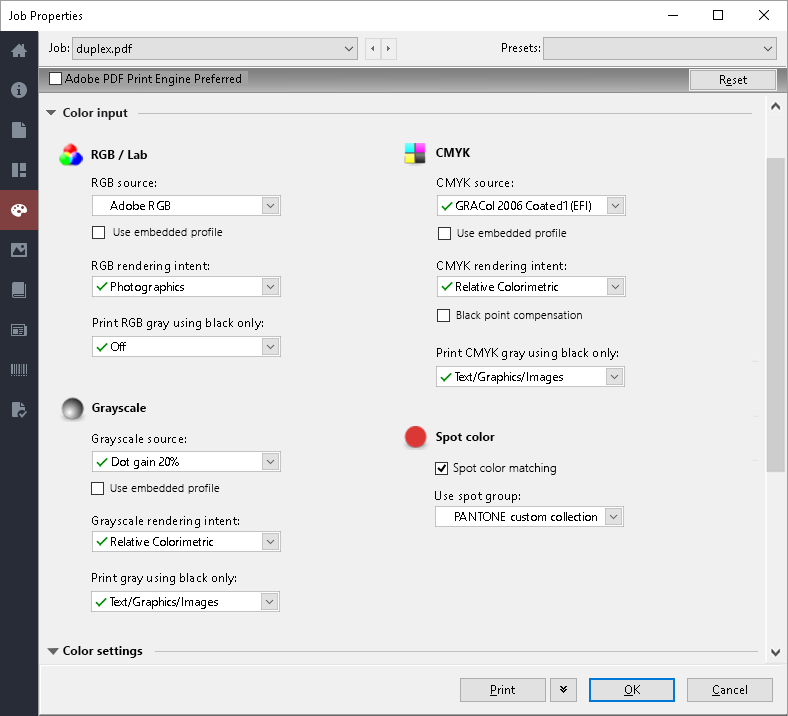 Job Properties
Job: duplex.pdf
Presets:
Adobe PDF Print Engine Preferred
Reset
Color input
RGB / Lab
RGB source:
Adobe RGB
Use embedded profile
RGB rendering intent:
Photographics
Print RGB gray using black only:
Off
Grayscale
Grayscale source:
Dot gain 20%
Use embedded profile
Grayscale rendering intent:
Relative Colorimetric
Print gray using black only:
Text/Graphics/Images
CMYK
CMYK source:
GRACol 2006 Coated1 (EFI)
Use embedded profile
CMYK rendering intent:
Relative Colorimetric
Black point compensation
Print CMYK gray using black only:
Text/Graphics/Images
Spot color
Spot color matching
Use spot group:
PANTONE custom collection
Color settings
Print
OK
Cancel